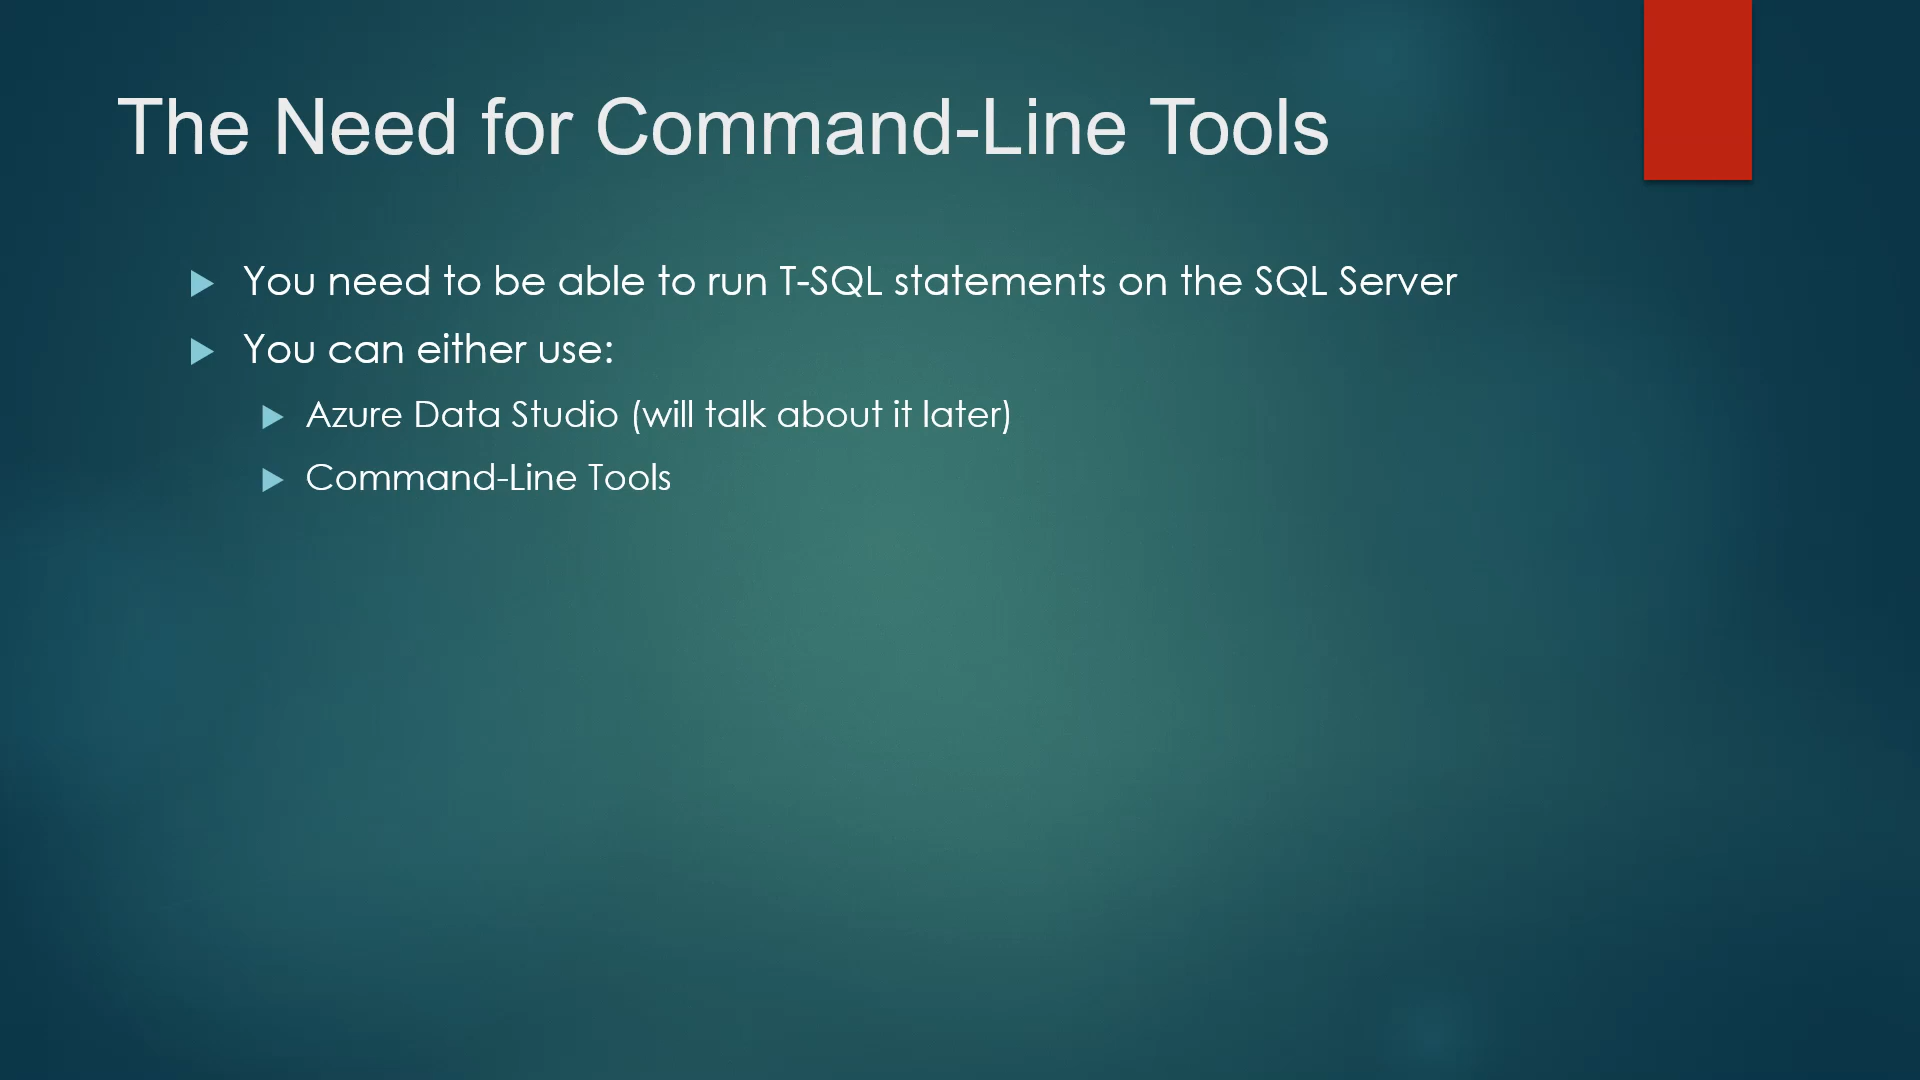 The Need for Command-Line Tools
You need to be able to run T-SQL statements on the SQL Server
You can either use:
Azure Data Studio (will talk about it later)
Command-Line Tools